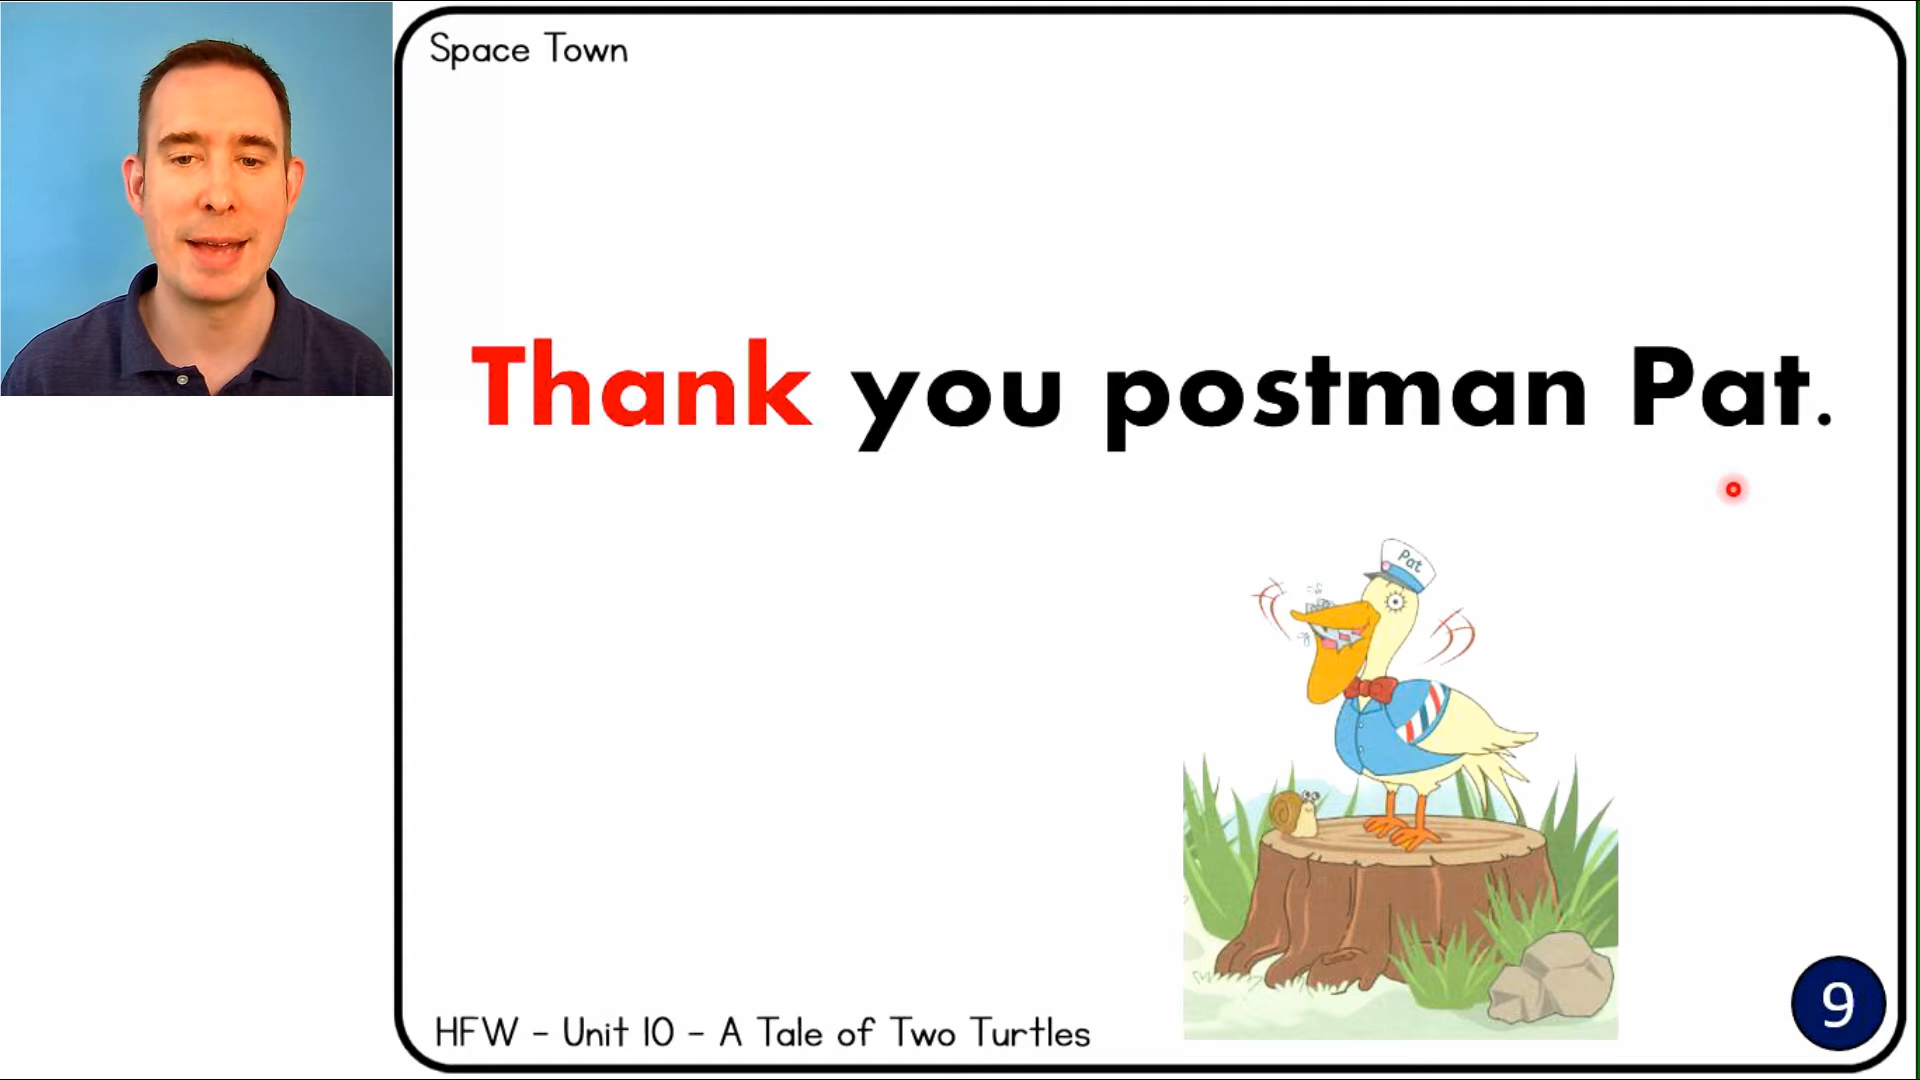 Space Town
Thank you postman Pat.
Pat
HFW - Unit 10 - A Tale of Two Turtles
9